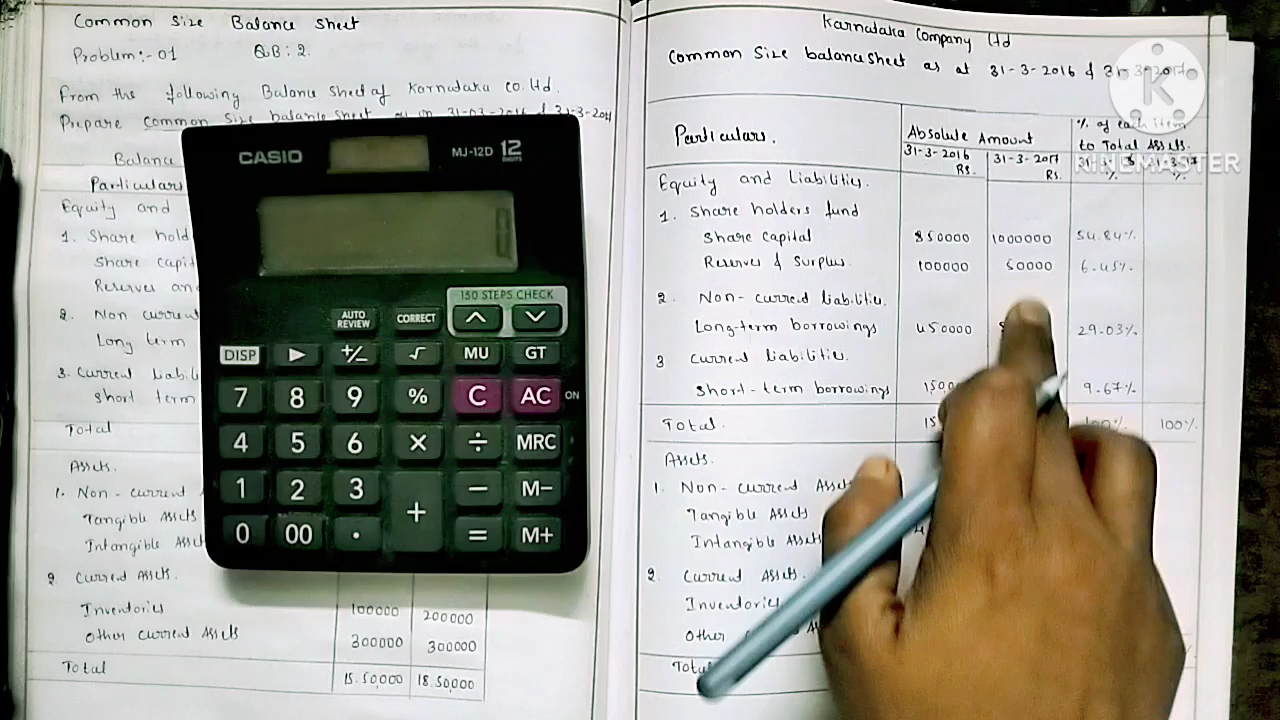 Common Size Balance Sheet
Problem:- 01 QB: 2.
From the following Balance Sheet of Karnataka co. Ltd.
Prepare Common Size balance sheet
Balance
Particulars
Equity and
1. Share
Share
Reserves and
2. Non
Long term
3. Current
Short term
Total
Assets.
1. Non - current
Tangible Assets
Intangible
2. Current Assets.
Inventories 100000 200000
Other current Assets 300000 300000
Total 15.50,000 18.50,000
CASIO MJ-12D 12
DIGITS
150 STEPS CHECK
AUTO REVIEW CORRECT
DISP ▶ +/− √ MU GT
7 8 9 % C AC ON
4 5 6 × ÷ MRC
1 2 3 − M−
+
0 00 . = M+
Karnataka Company Ltd
Common Size balance sheet as at 31-3-2016 & 31-3-2017
Particulars. Absolute Amount % of each item
to Total Assets.
31-3-2016 Rs. 31-3-2017 Rs. % %
Equity and Liabilities.
1. Share holders fund
Share Capital 850000 1000000 54.84%
Reserves & Surplus. 100000 50000 6.45%
2. Non-current liabilities.
Long-term borrowings 450000 29.03%
3 Current liabilities.
Short-term borrowings 9.67%
Total. 100% 100%
Assets.
1. Non - current
Tangible Assets
Intangible Assets
2. Current Assets.
Inventories
Other
Total
K
KINEMASTER